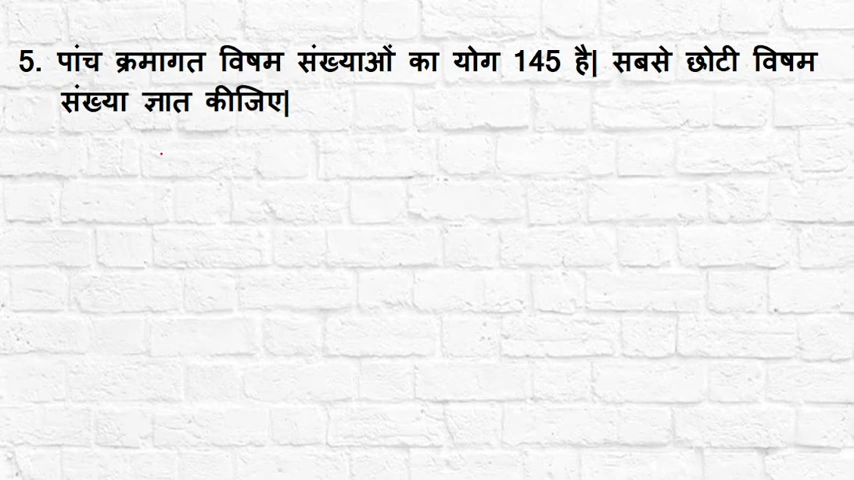 5. पांच क्रमागत विषम संख्याओं का योग 145 है| सबसे छोटी विषम
संख्या ज्ञात कीजिए|